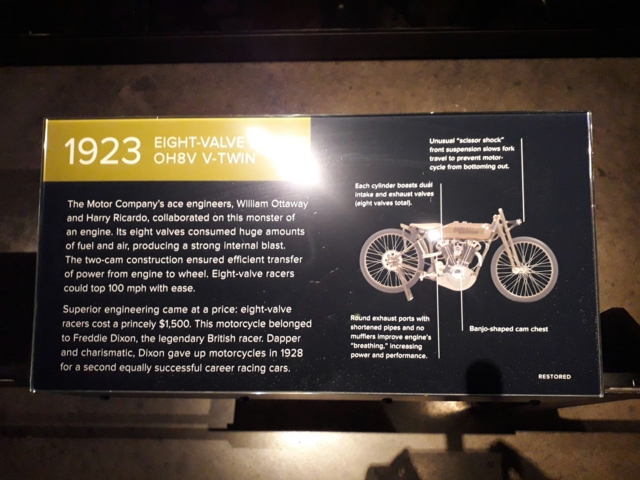 1923
EIGHT-VALVE
OH8V V-TWIN
The Motor Company's ace engineers, William Ottaway
and Harry Ricardo, collaborated on this monster of
an engine. Its eight valves consumed huge amounts
of fuel and air, producing a strong internal blast.
The two-cam construction ensured efficient transfer
of power from engine to wheel. Eight-valve racers
could top 100 mph with ease.
Superior engineering came at a price: eight-valve
racers cost a princely $1,500. This motorcycle belonged
to Freddie Dixon, the legendary British racer. Dapper
and charismatic, Dixon gave up motorcycles in 1928
for a second equally successful career racing cars.
Unusual “scissor shock”
front suspension slows fork
travel to prevent motor-
cycle from bottoming out.
Each cylinder boasts dual
intake and exhaust valves
(eight valves total).
Round exhaust ports with
shortened pipes and no
mufflers improve engine's
“breathing,” increasing
power and performance.
Banjo-shaped cam chest
RESTORED